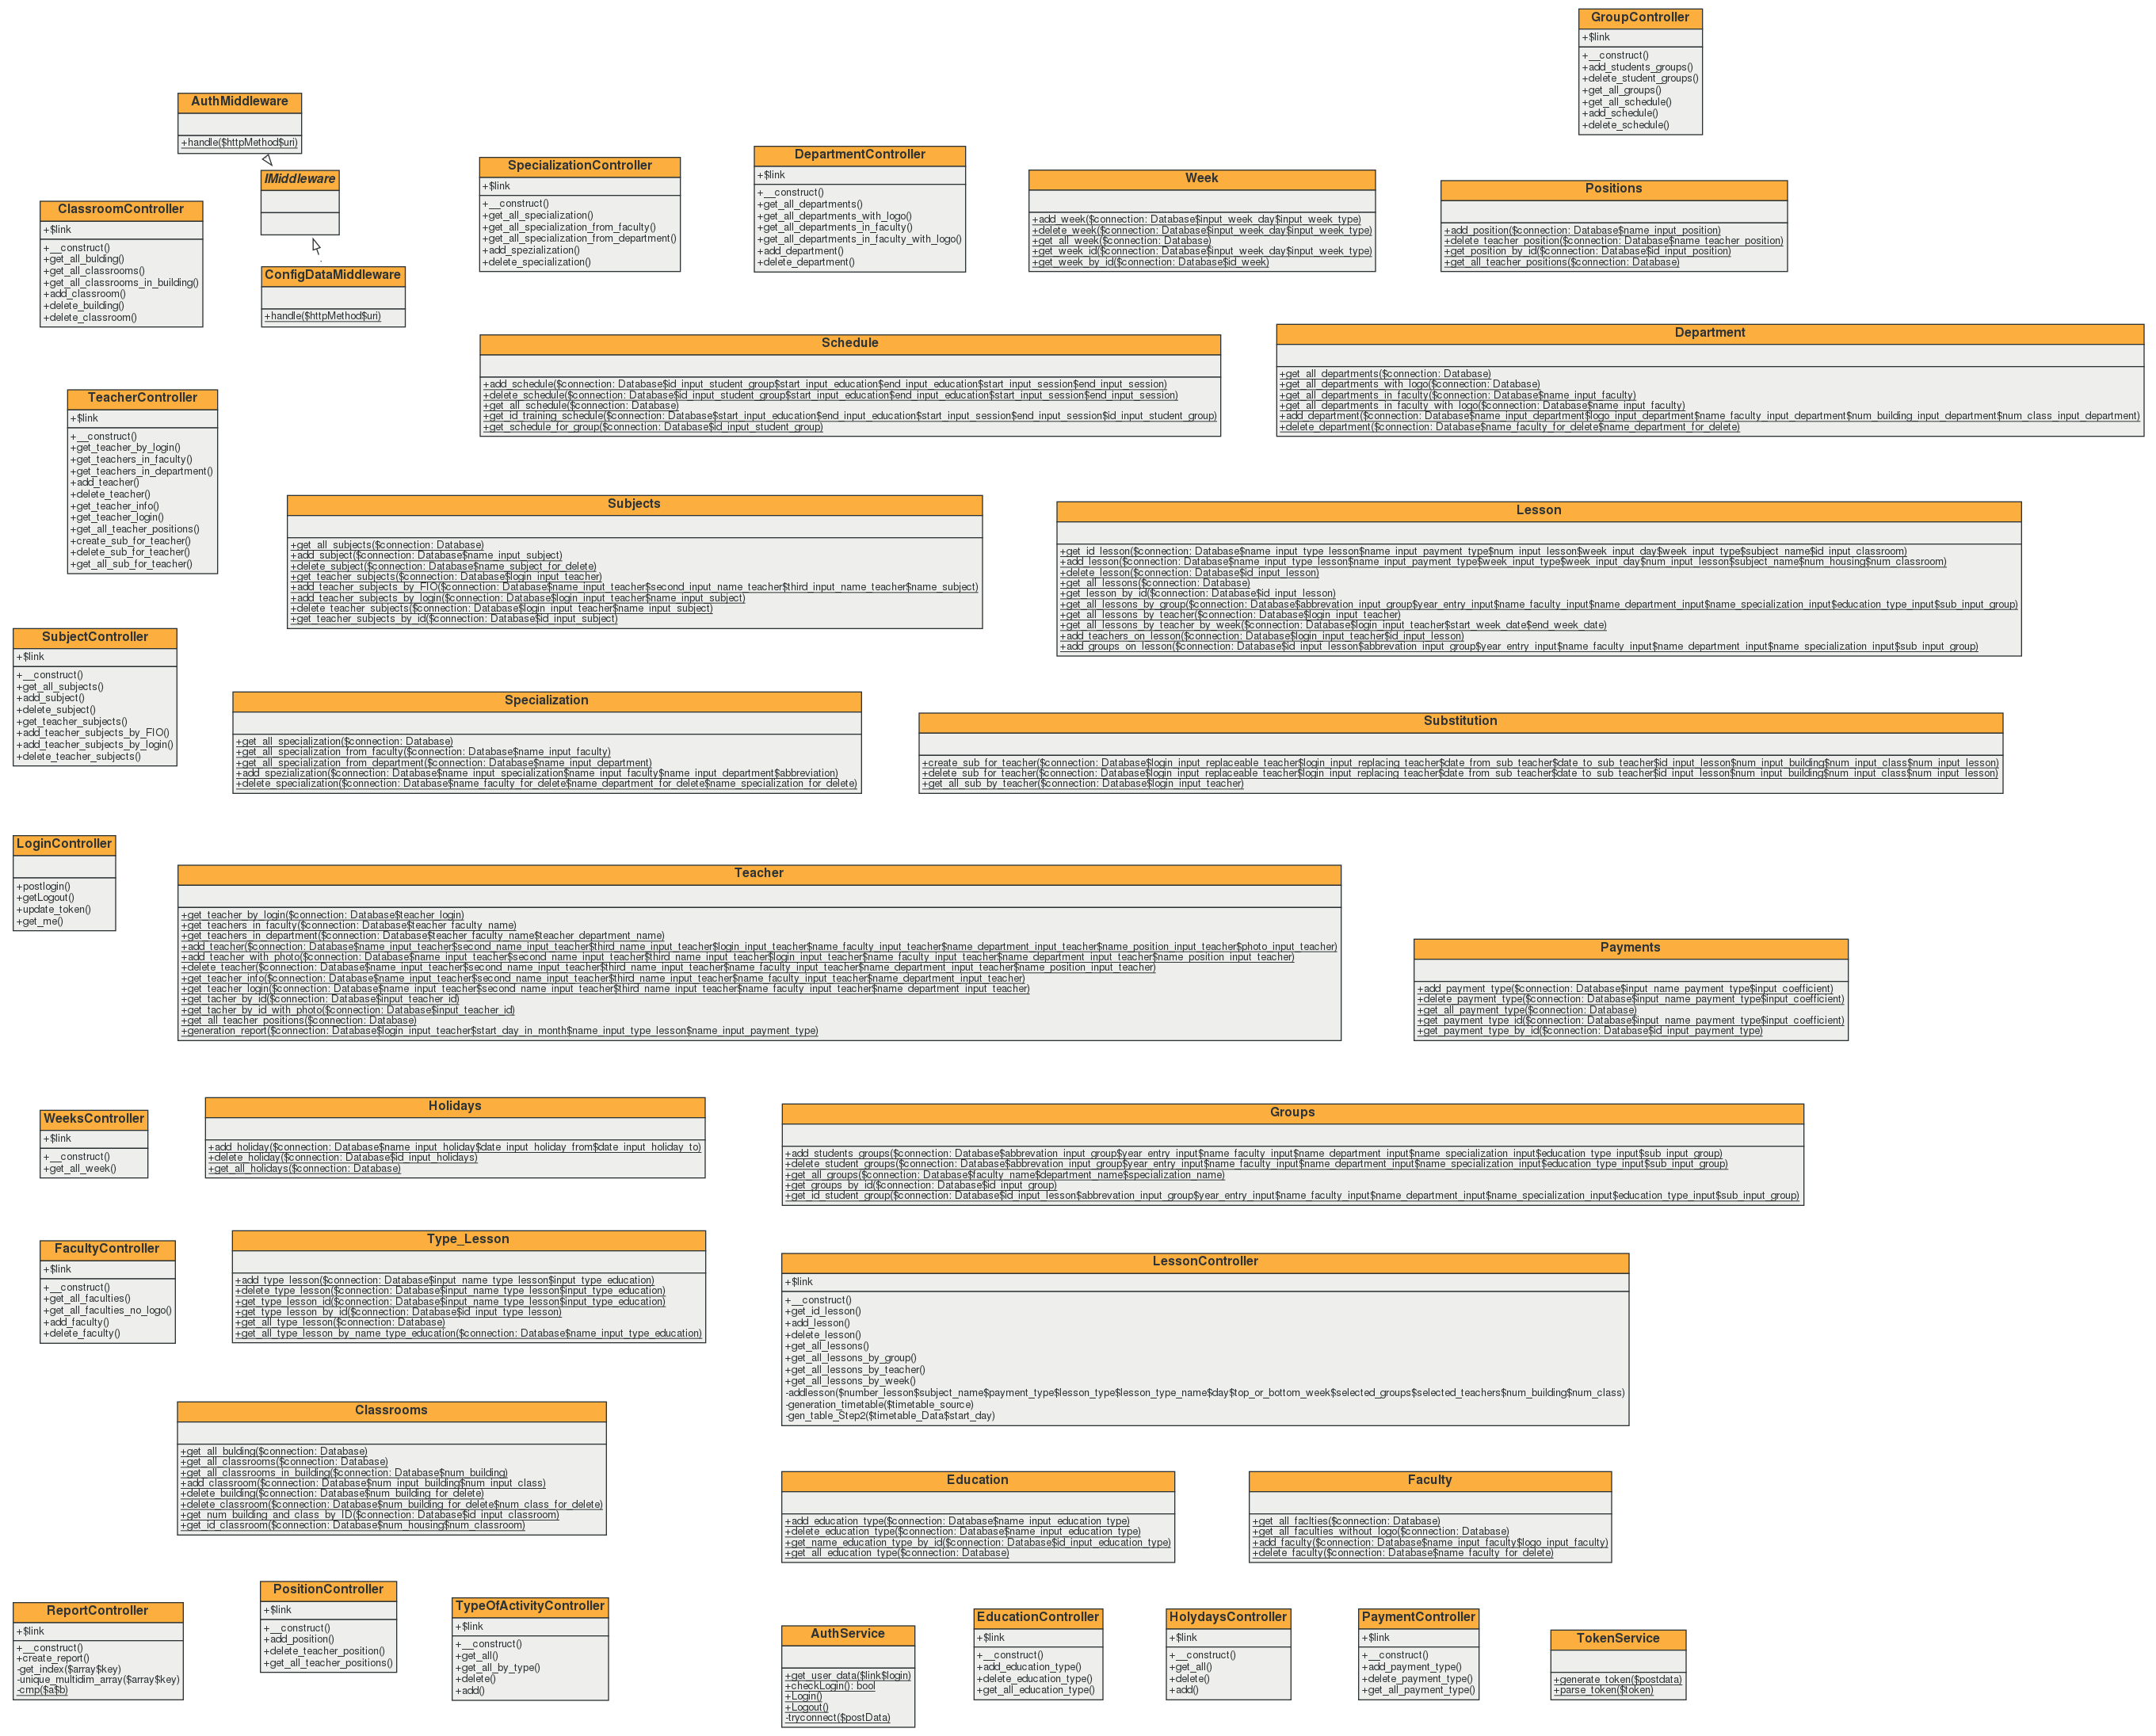 GroupController
+$link
+__construct()
+add_students_groups()
+delete_student_groups()
+get_all_groups()
+get_all_schedule()
+add_schedule()
+delete_schedule()
AuthMiddleware
+handle($httpMethod$uri)
IMiddleware
ConfigDataMiddleware
+handle($httpMethod$uri)
ClassroomController
+$link
+__construct()
+get_all_bulding()
+get_all_classrooms()
+get_all_classrooms_in_building()
+add_classroom()
+delete_building()
+delete_classroom()
SpecializationController
+$link
+__construct()
+get_all_specialization()
+get_all_specialization_from_faculty()
+get_all_specialization_from_department()
+add_spezialization()
+delete_specialization()
DepartmentController
+$link
+__construct()
+get_all_departments()
+get_all_departments_with_logo()
+get_all_departments_in_faculty()
+get_all_departments_in_faculty_with_logo()
+add_department()
+delete_department()
Week
+add_week($connection: Database$input_week_day$input_week_type)
+delete_week($connection: Database$input_week_day$input_week_type)
+get_all_week($connection: Database)
+get_week_id($connection: Database$input_week_day$input_week_type)
+get_week_by_id($connection: Database$id_week)
Positions
+add_position($connection: Database$name_input_position)
+delete_teacher_position($connection: Database$name_teacher_position)
+get_position_by_id($connection: Database$id_input_position)
+get_all_teacher_positions($connection: Database)
Schedule
+add_schedule($connection: Database$id_input_student_group$start_input_education$end_input_education$start_input_session$end_input_session)
+delete_schedule($connection: Database$id_input_student_group$start_input_education$end_input_education$start_input_session$end_input_session)
+get_all_schedule($connection: Database)
+get_id_training_schedule($connection: Database$start_input_education$end_input_education$start_input_session$end_input_session$id_input_student_group)
+get_schedule_for_group($connection: Database$id_input_student_group)
Department
+get_all_departments($connection: Database)
+get_all_departments_with_logo($connection: Database)
+get_all_departments_in_faculty($connection: Database$name_input_faculty)
+get_all_departments_in_faculty_with_logo($connection: Database$name_input_faculty)
+add_department($connection: Database$name_input_department$logo_input_department$name_faculty_input_department$num_building_input_department$num_class_input_department)
+delete_department($connection: Database$name_faculty_for_delete$name_department_for_delete)
TeacherController
+$link
+__construct()
+get_teacher_by_login()
+get_teachers_in_faculty()
+get_teachers_in_department()
+add_teacher()
+delete_teacher()
+get_teacher_info()
+get_teacher_login()
+get_all_teacher_positions()
+create_sub_for_teacher()
+delete_sub_for_teacher()
+get_all_sub_for_teacher()
Subjects
+get_all_subjects($connection: Database)
+add_subject($connection: Database$name_input_subject)
+delete_subject($connection: Database$name_subject_for_delete)
+get_teacher_subjects($connection: Database$login_input_teacher)
+add_teacher_subjects_by_FIO($connection: Database$name_input_teacher$second_input_name_teacher$third_input_name_teacher$name_subject)
+add_teacher_subjects_by_login($connection: Database$login_input_teacher$name_input_subject)
+delete_teacher_subjects($connection: Database$login_input_teacher$name_input_subject)
+get_teacher_subjects_by_id($connection: Database$id_input_subject)
Lesson
+get_id_lesson($connection: Database$name_input_type_lesson$name_input_payment_type$num_input_lesson$week_input_day$week_input_type$subject_name$id_input_classroom)
+add_lesson($connection: Database$name_input_type_lesson$name_input_payment_type$week_input_type$week_input_day$num_input_lesson$subject_name$num_housing$num_classroom)
+delete_lesson($connection: Database$id_input_lesson)
+get_all_lessons($connection: Database)
+get_lesson_by_id($connection: Database$id_input_lesson)
+get_all_lessons_by_group($connection: Database$abbrevation_input_group$year_entry_input$name_faculty_input$name_department_input$name_specialization_input$education_type_input$sub_input_group)
+get_all_lessons_by_teacher($connection: Database$login_input_teacher)
+get_all_lessons_by_teacher_by_week($connection: Database$login_input_teacher$start_week_date$end_week_date)
+add_teachers_on_lesson($connection: Database$login_input_teacher$id_input_lesson)
+add_groups_on_lesson($connection: Database$id_input_lesson$abbrevation_input_group$year_entry_input$name_faculty_input$name_department_input$name_specialization_input$sub_input_group)
SubjectController
+$link
+__construct()
+get_all_subjects()
+add_subject()
+delete_subject()
+get_teacher_subjects()
+add_teacher_subjects_by_FIO()
+add_teacher_subjects_by_login()
+delete_teacher_subjects()
Specialization
+get_all_specialization($connection: Database)
+get_all_specialization_from_faculty($connection: Database$name_input_faculty)
+get_all_specialization_from_department($connection: Database$name_input_department)
+add_spezialization($connection: Database$name_input_specialization$name_input_faculty$name_input_department$abbreviation)
+delete_specialization($connection: Database$name_faculty_for_delete$name_department_for_delete$name_specialization_for_delete)
Substitution
+create_sub_for_teacher($connection: Database$login_input_replaceable_teacher$login_input_replacing_teacher$date_from_sub_teacher$date_to_sub_teacher$id_input_lesson$num_input_building$num_input_class$num_input_lesson)
+delete_sub_for_teacher($connection: Database$login_input_replaceable_teacher$login_input_replacing_teacher$date_from_sub_teacher$date_to_sub_teacher$id_input_lesson$num_input_building$num_input_class$num_input_lesson)
+get_all_sub_by_teacher($connection: Database$login_input_teacher)
LoginController
+postlogin()
+getLogout()
+update_token()
+get_me()
Teacher
+get_teacher_by_login($connection: Database$teacher_login)
+get_teachers_in_faculty($connection: Database$teacher_faculty_name)
+get_teachers_in_department($connection: Database$teacher_faculty_name$teacher_department_name)
+add_teacher($connection: Database$name_input_teacher$second_name_input_teacher$third_name_input_teacher$login_input_teacher$name_faculty_input_teacher$name_department_input_teacher$name_position_input_teacher$photo_input_teacher)
+add_teacher_with_photo($connection: Database$name_input_teacher$second_name_input_teacher$third_name_input_teacher$login_input_teacher$name_faculty_input_teacher$name_department_input_teacher$name_position_input_teacher)
+delete_teacher($connection: Database$name_input_teacher$second_name_input_teacher$third_name_input_teacher$name_faculty_input_teacher$name_department_input_teacher$name_position_input_teacher)
+get_teacher_info($connection: Database$name_input_teacher$second_name_input_teacher$third_name_input_teacher$name_faculty_input_teacher$name_department_input_teacher)
+get_teacher_login($connection: Database$name_input_teacher$second_name_input_teacher$third_name_input_teacher$name_faculty_input_teacher$name_department_input_teacher)
+get_tacher_by_id($connection: Database$input_teacher_id)
+get_tacher_by_id_with_photo($connection: Database$input_teacher_id)
+get_all_teacher_positions($connection: Database)
+generation_report($connection: Database$login_input_teacher$start_day_in_month$name_input_type_lesson$name_input_payment_type)
Payments
+add_payment_type($connection: Database$input_name_payment_type$input_coefficient)
+delete_payment_type($connection: Database$input_name_payment_type$input_coefficient)
+get_all_payment_type($connection: Database)
+get_payment_type_id($connection: Database$input_name_payment_type$input_coefficient)
+get_payment_type_by_id($connection: Database$id_input_payment_type)
WeeksController
+$link
+__construct()
+get_all_week()
Holidays
+add_holiday($connection: Database$name_input_holiday$date_input_holiday_from$date_input_holiday_to)
+delete_holiday($connection: Database$id_input_holidays)
+get_all_holidays($connection: Database)
Groups
+add_students_groups($connection: Database$abbrevation_input_group$year_entry_input$name_faculty_input$name_department_input$name_specialization_input$education_type_input$sub_input_group)
+delete_student_groups($connection: Database$abbrevation_input_group$year_entry_input$name_faculty_input$name_department_input$name_specialization_input$education_type_input$sub_input_group)
+get_all_groups($connection: Database$faculty_name$department_name$specialization_name)
+get_groups_by_id($connection: Database$id_input_group)
+get_id_student_group($connection: Database$id_input_lesson$abbrevation_input_group$year_entry_input$name_faculty_input$name_department_input$name_specialization_input$education_type_input$sub_input_group)
FacultyController
+$link
+__construct()
+get_all_faculties()
+get_all_faculties_no_logo()
+add_faculty()
+delete_faculty()
Type_Lesson
+add_type_lesson($connection: Database$input_name_type_lesson$input_type_education)
+delete_type_lesson($connection: Database$input_name_type_lesson$input_type_education)
+get_type_lesson_id($connection: Database$input_name_type_lesson$input_type_education)
+get_type_lesson_by_id($connection: Database$id_input_type_lesson)
+get_all_type_lesson($connection: Database)
+get_all_type_lesson_by_name_type_education($connection: Database$name_input_type_education)
LessonController
+$link
+__construct()
+get_id_lesson()
+add_lesson()
+delete_lesson()
+get_all_lessons()
+get_all_lessons_by_group()
+get_all_lessons_by_teacher()
+get_all_lessons_by_week()
-addlesson($number_lesson$subject_name$payment_type$lesson_type$lesson_type_name$day$top_or_bottom_week$selected_groups$selected_teachers$num_building$num_class)
-generation_timetable($timetable_source)
-gen_table_Step2($timetable_Data$start_day)
Classrooms
+get_all_bulding($connection: Database)
+get_all_classrooms($connection: Database)
+get_all_classrooms_in_building($connection: Database$num_building)
+add_classroom($connection: Database$num_input_building$num_input_class)
+delete_building($connection: Database$num_building_for_delete)
+delete_classroom($connection: Database$num_building_for_delete$num_class_for_delete)
+get_num_building_and_class_by_ID($connection: Database$id_input_classroom)
+get_id_classroom($connection: Database$num_housing$num_classroom)
Education
+add_education_type($connection: Database$name_input_education_type)
+delete_education_type($connection: Database$name_input_education_type)
+get_name_education_type_by_id($connection: Database$id_input_education_type)
+get_all_education_type($connection: Database)
Faculty
+get_all_faclties($connection: Database)
+get_all_faculties_without_logo($connection: Database)
+add_faculty($connection: Database$name_input_faculty$logo_input_faculty)
+delete_faculty($connection: Database$name_faculty_for_delete)
ReportController
+$link
+__construct()
+create_report()
-get_index($array$key)
-unique_multidim_array($array$key)
-cmp($a$b)
PositionController
+$link
+__construct()
+add_position()
+delete_teacher_position()
+get_all_teacher_positions()
TypeOfActivityController
+$link
+__construct()
+get_all()
+get_all_by_type()
+delete()
+add()
AuthService
+get_user_data($link$login)
+checkLogin(): bool
+Login()
+Logout()
-tryconnect($postData)
EducationController
+$link
+__construct()
+add_education_type()
+delete_education_type()
+get_all_education_type()
HolydaysController
+$link
+__construct()
+get_all()
+delete()
+add()
PaymentController
+$link
+__construct()
+add_payment_type()
+delete_payment_type()
+get_all_payment_type()
TokenService
+generate_token($postdata)
+parse_token($token)